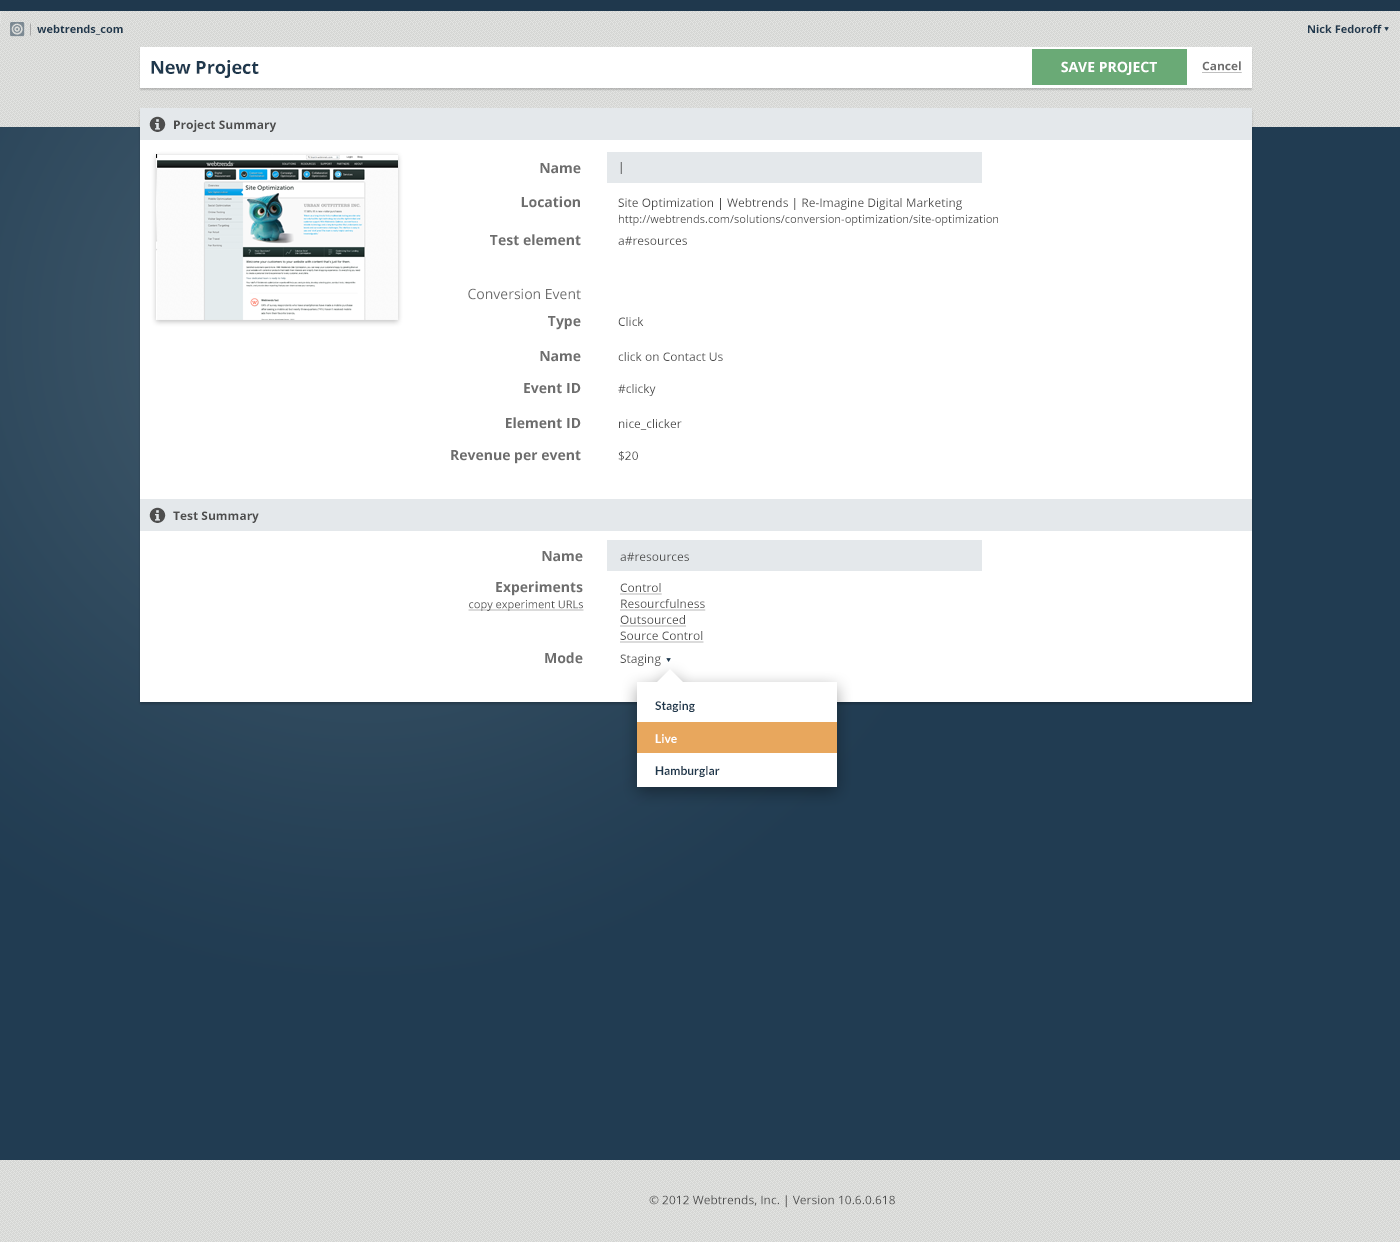 webtrends_com
Nick Fedoroff
New Project
SAVE PROJECT
Cancel
Project Summary
webtrends
Site Optimization
Name
Location
Site Optimization | Webtrends | Re-Imagine Digital Marketing
http://webtrends.com/solutions/conversion-optimization/site-optimization
Test element
a#resources
Conversion Event
Type
Click
Name
click on Contact Us
Event ID
#clicky
Element ID
nice_clicker
Revenue per event
$20
Test Summary
Name
a#resources
Experiments
copy experiment URLs
Control
Resourcfulness
Outsourced
Source Control
Mode
Staging
Staging
Live
Hamburglar
© 2012 Webtrends, Inc. | Version 10.6.0.618